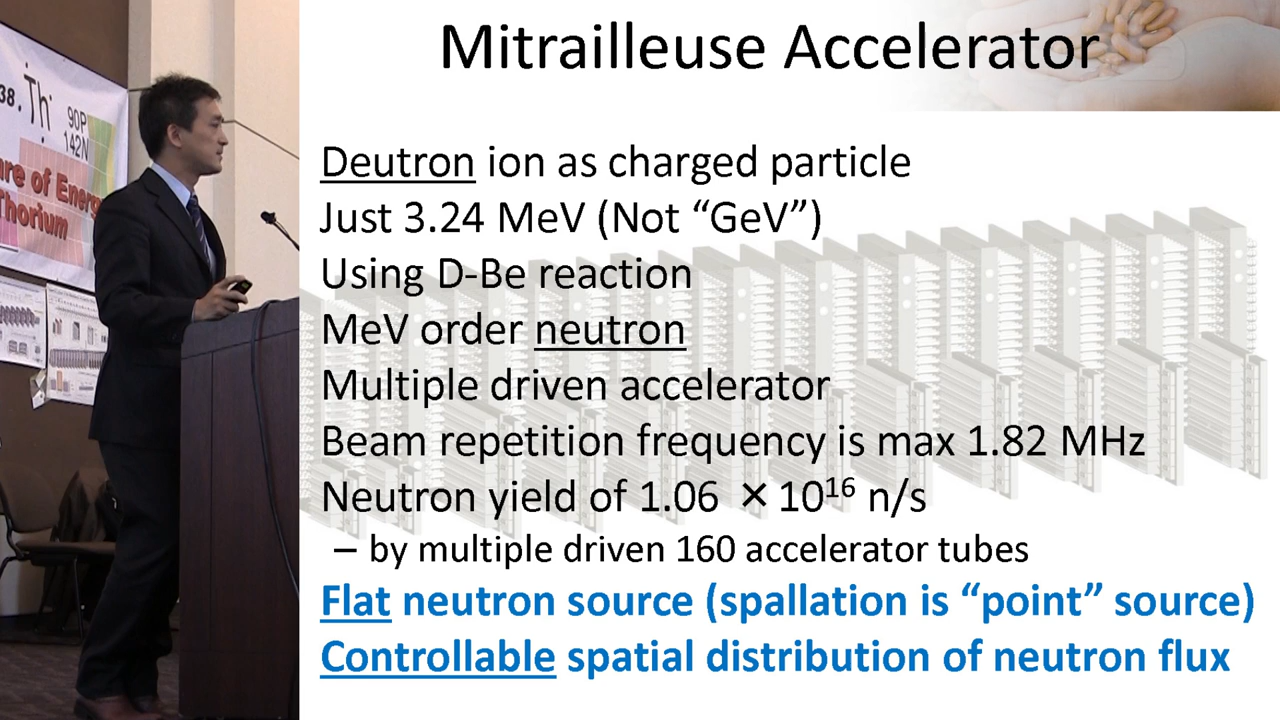 Mitrailleuse Accelerator
38.
Th
90P
142N
of Energy
Thorium
Deutron ion as charged particle
Just 3.24 MeV (Not “GeV”)
Using D-Be reaction
MeV order neutron
Multiple driven accelerator
Beam repetition frequency is max 1.82 MHz
Neutron yield of 1.06 ×10¹⁶ n/s
– by multiple driven 160 accelerator tubes
Flat neutron source (spallation is “point” source)
Controllable spatial distribution of neutron flux